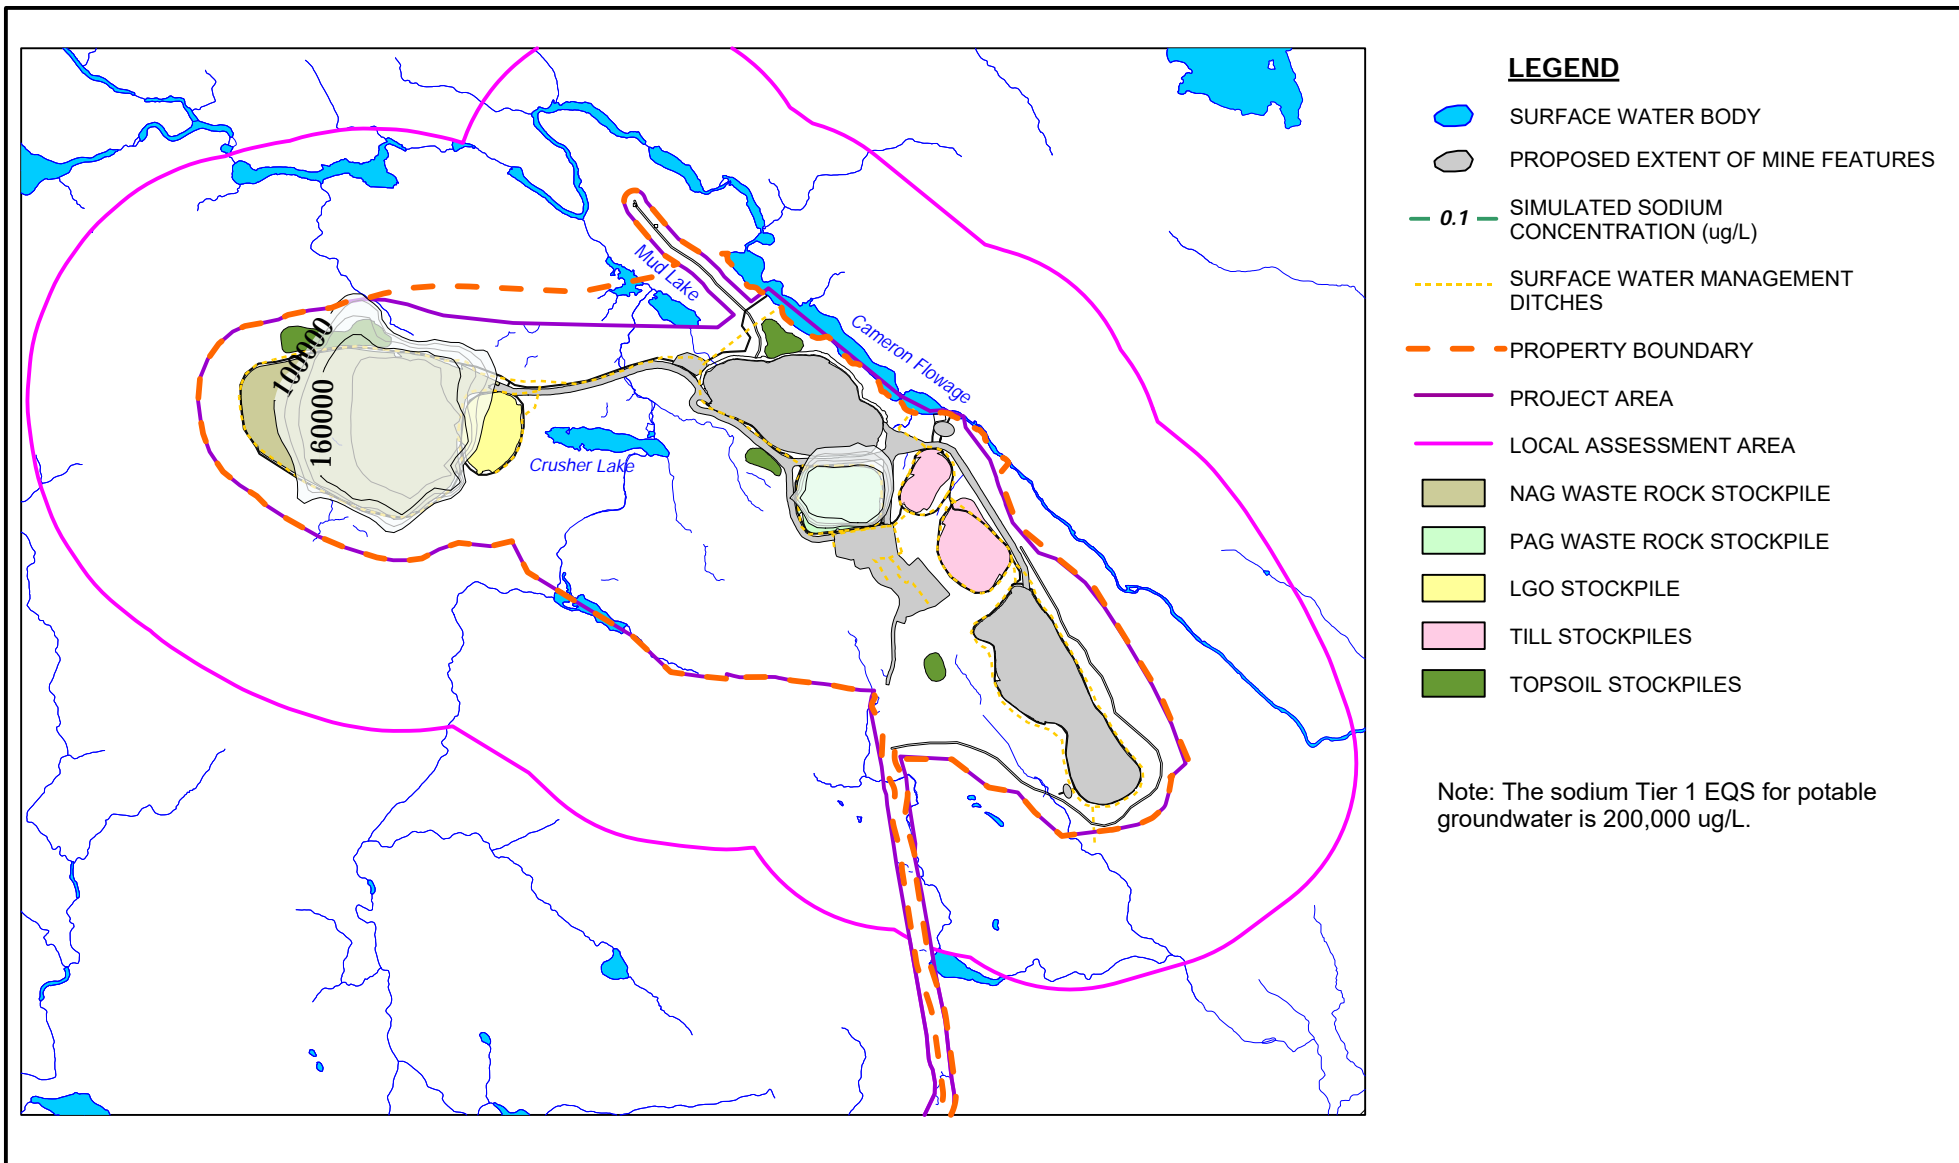 LEGEND
SURFACE WATER BODY
PROPOSED EXTENT OF MINE FEATURES
0.1
SIMULATED SODIUM
CONCENTRATION (ug/L)
SURFACE WATER MANAGEMENT
DITCHES
PROPERTY BOUNDARY
PROJECT AREA
LOCAL ASSESSMENT AREA
NAG WASTE ROCK STOCKPILE
PAG WASTE ROCK STOCKPILE
LGO STOCKPILE
TILL STOCKPILES
TOPSOIL STOCKPILES
Note: The sodium Tier 1 EQS for potable
groundwater is 200,000 ug/L.
Mud Lake
Cameron Flowage
Crusher Lake
100000
160000